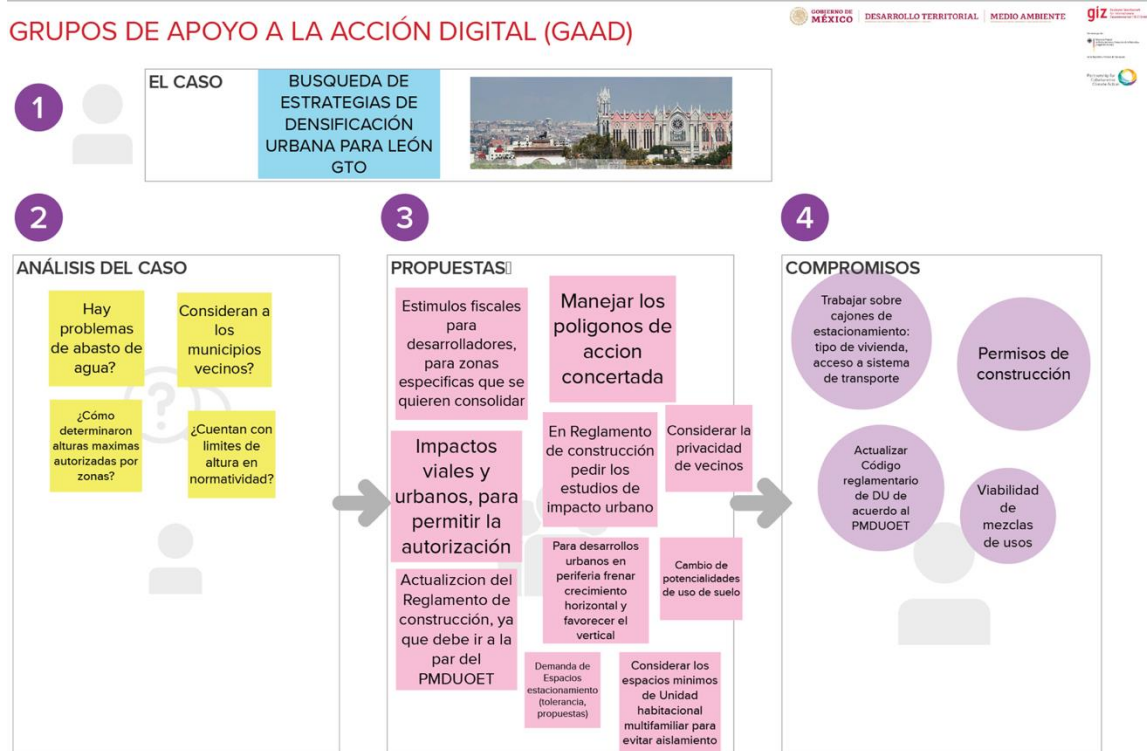 GRUPOS DE APOYO A LA ACCIÓN DIGITAL (GAAD)
GOBIERNO DE
MÉXICO
DESARROLLO TERRITORIAL
MEDIO AMBIENTE
giz
1
EL CASO
BUSQUEDA DE
ESTRATEGIAS DE
DENSIFICACIÓN
URBANA PARA LEÓN
GTO
2
ANÁLISIS DEL CASO
Hay
problemas
de abasto de
agua?
Consideran a
los
municipios
vecinos?
¿Cómo
determinaron
alturas maximas
autorizadas por
zonas?
¿Cuentan con
limites de
altura en
normatividad?
3
PROPUESTAS
Estimulos fiscales
para
desarrolladores,
para zonas
especificas que se
quieren consolidar
Manejar los
poligonos de
accion
concertada
Impactos
viales y
urbanos, para
permitir la
autorización
En Reglamento
de construcción
pedir los
estudios de
impacto urbano
Considerar la
privacidad
de vecinos
Actualizcion del
Reglamento de
construcción, ya
que debe ir a la
par del
PMDUOET
Para desarrollos
urbanos en
periferia frenar
crecimiento
horizontal y
favorecer el
vertical
Cambio de
potencialidades
de uso de suelo
Demanda de
Espacios
estacionamiento
(tolerancia,
propuestas)
Considerar los
espacios minimos
de Unidad
habitacional
multifamiliar para
evitar aislamiento
4
COMPROMISOS
Trabajar sobre
cajones de
estacionamiento:
tipo de vivienda,
acceso a sistema
de transporte
Permisos de
construcción
Actualizar
Código
reglamentario
de DU de
acuerdo al
PMDUOET
Viabilidad
de
mezclas
de usos